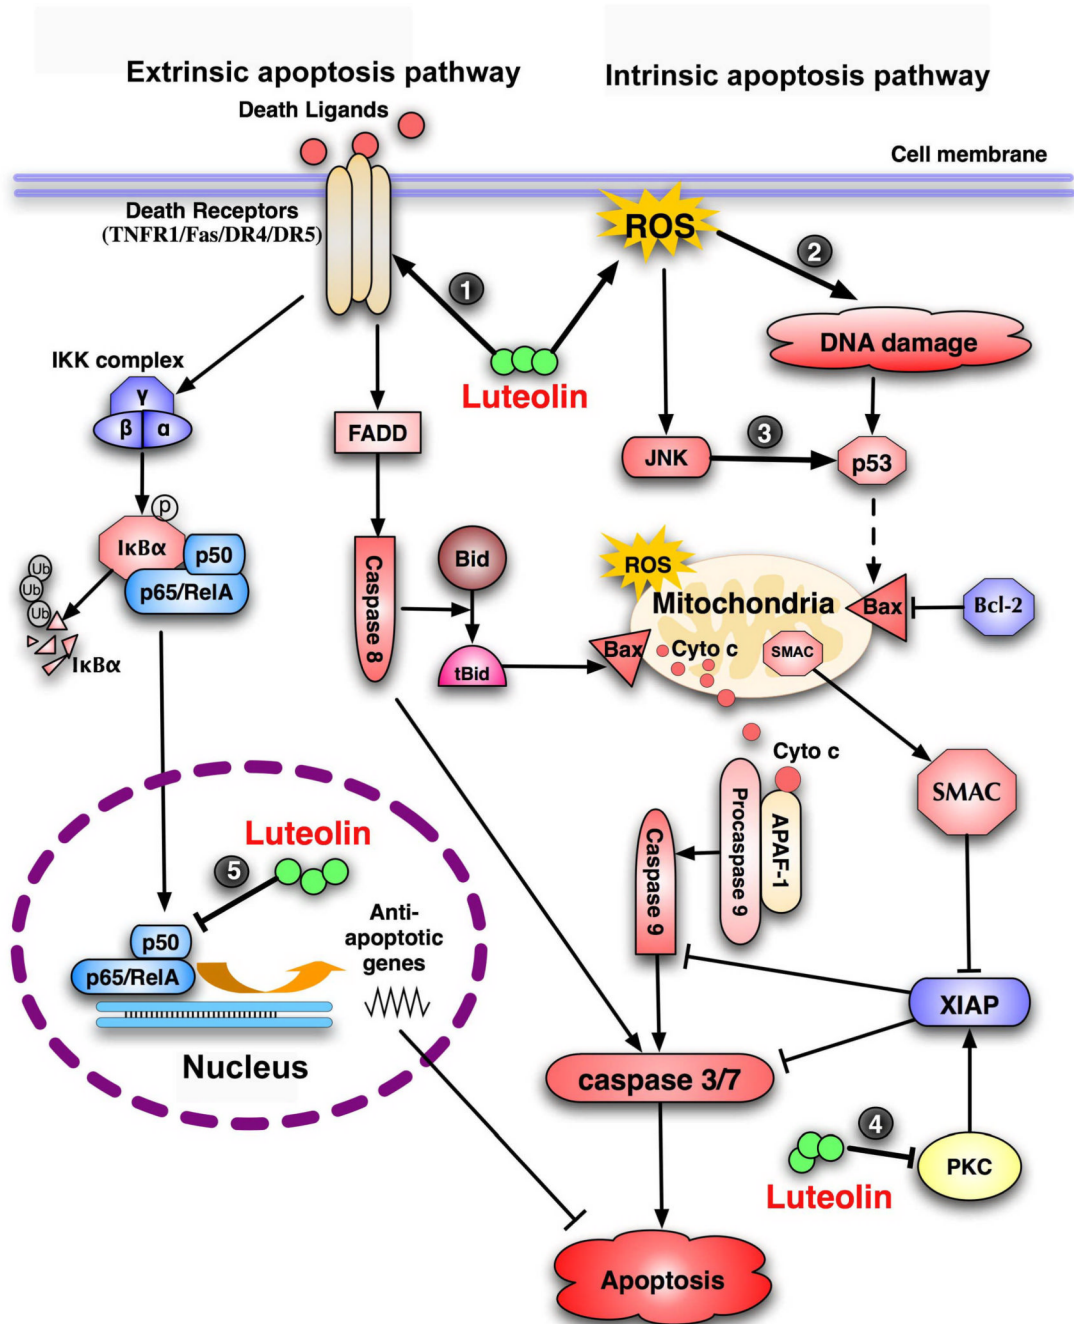 Extrinsic apoptosis pathway
Intrinsic apoptosis pathway
Death Ligands
Cell membrane
Death Receptors
(TNFR1/Fas/DR4/DR5)
ROS
1
2
DNA damage
Luteolin
IKK complex
γ
β α
FADD
JNK
3
p53
p
IκBα
p50
p65/RelA
Ub
Ub
Ub
IκBα
Caspase 8
Bid
tBid
ROS
Mitochondria
Bax
Bcl-2
Bax
Cyto c
SMAC
Cyto c
SMAC
Procaspase 9
APAF-1
Caspase 9
Luteolin
5
p50
p65/RelA
Anti-
apoptotic
genes
Nucleus
XIAP
caspase 3/7
4
PKC
Luteolin
Apoptosis